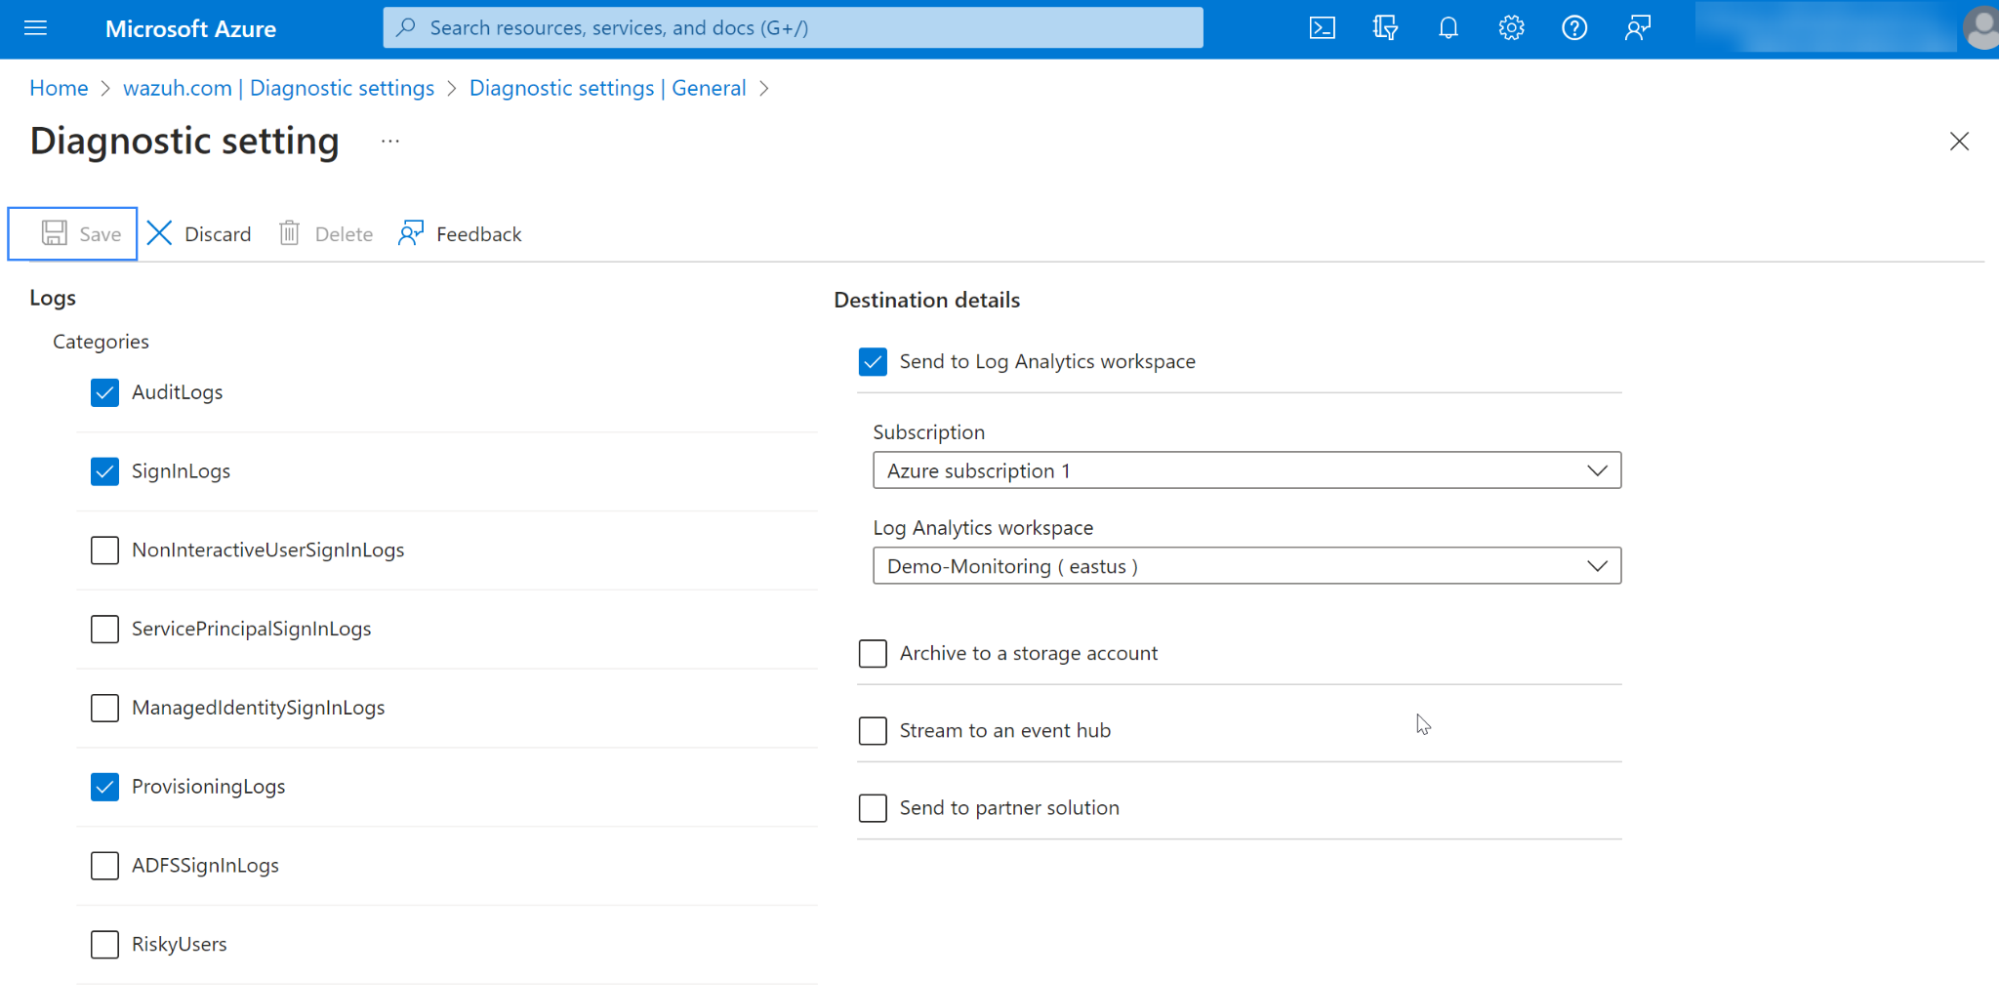 Microsoft Azure
Search resources, services, and docs (G+/)
Home > wazuh.com | Diagnostic settings > Diagnostic settings | General >
Diagnostic setting ...
Save Discard Delete Feedback
Logs
Categories
AuditLogs
SignInLogs
NonInteractiveUserSignInLogs
ServicePrincipalSignInLogs
ManagedIdentitySignInLogs
ProvisioningLogs
ADFSSignInLogs
RiskyUsers
Destination details
Send to Log Analytics workspace
Subscription
Azure subscription 1
Log Analytics workspace
Demo-Monitoring ( eastus )
Archive to a storage account
Stream to an event hub
Send to partner solution